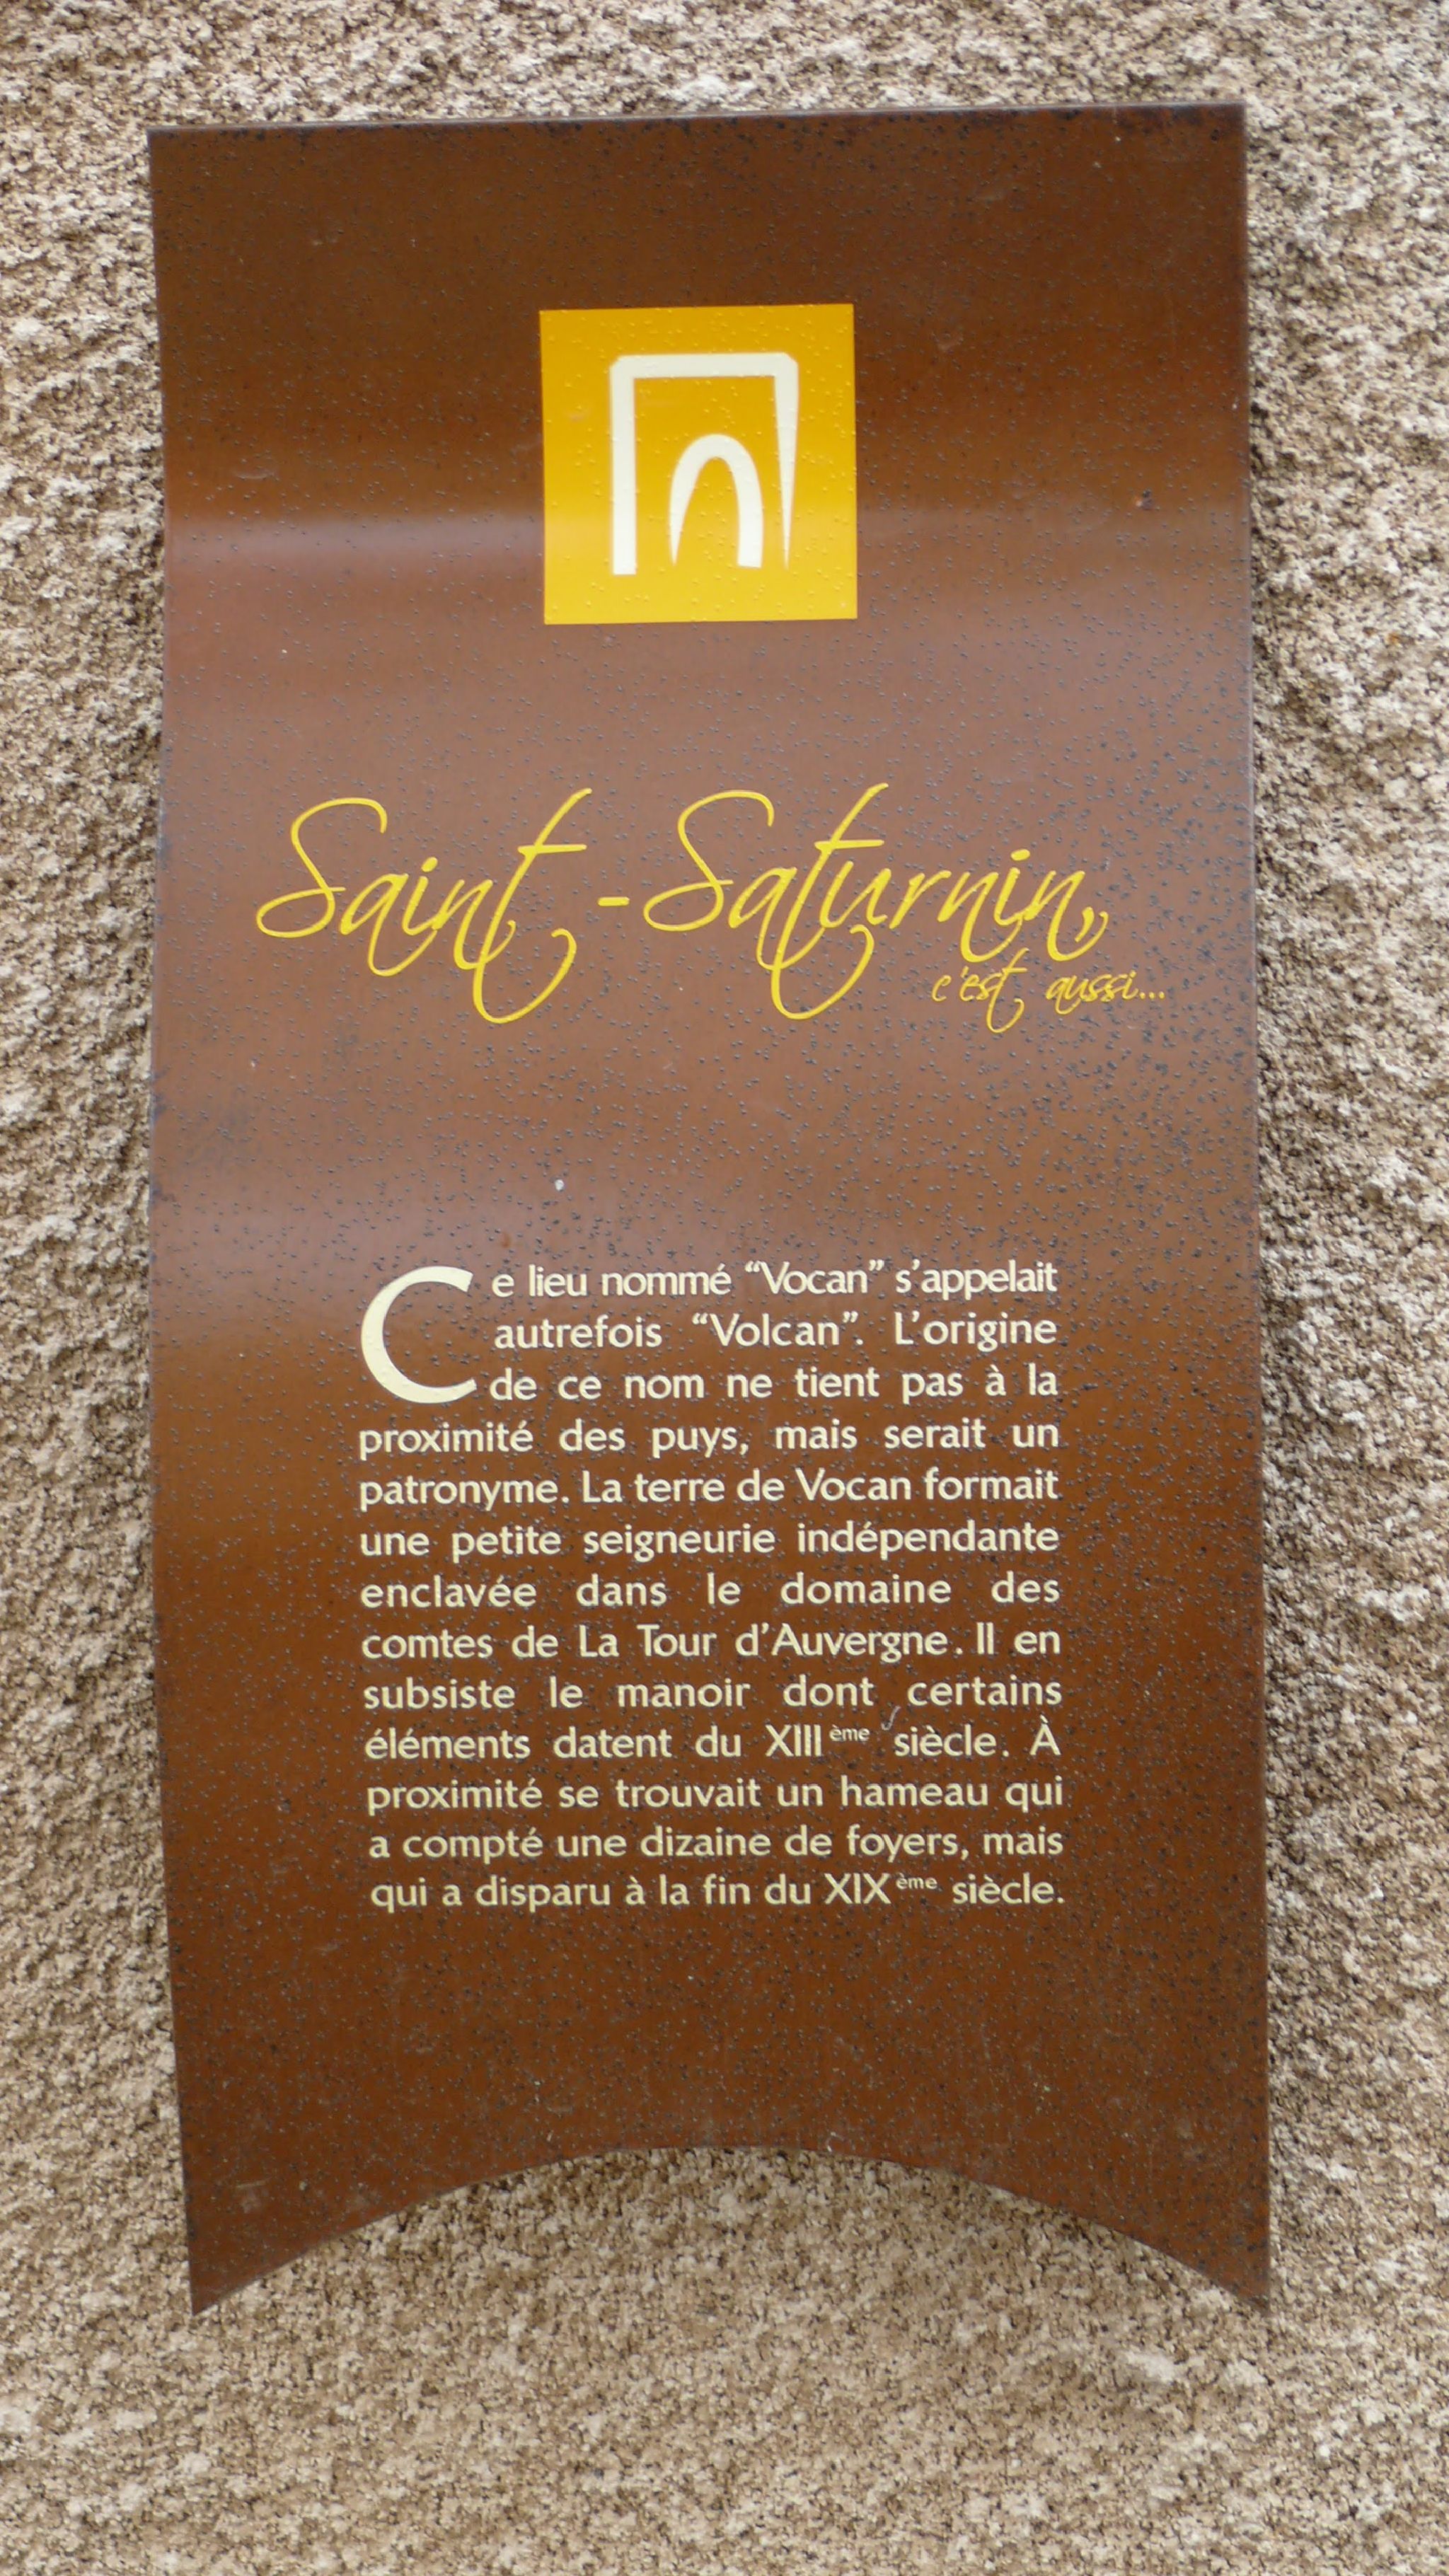 Saint-Saturnin,
c'est aussi...
Ce lieu nommé “Vocan” s’appelait
autrefois “Volcan”. L’origine
de ce nom ne tient pas à la
proximité des puys, mais serait un
patronyme. La terre de Vocan formait
une petite seigneurie indépendante
enclavée dans le domaine des
comtes de La Tour d’Auvergne. Il en
subsiste le manoir dont certains
éléments datent du XIIIème siècle. À
proximité se trouvait un hameau qui
a compté une dizaine de foyers, mais
qui a disparu à la fin du XIXème siècle.